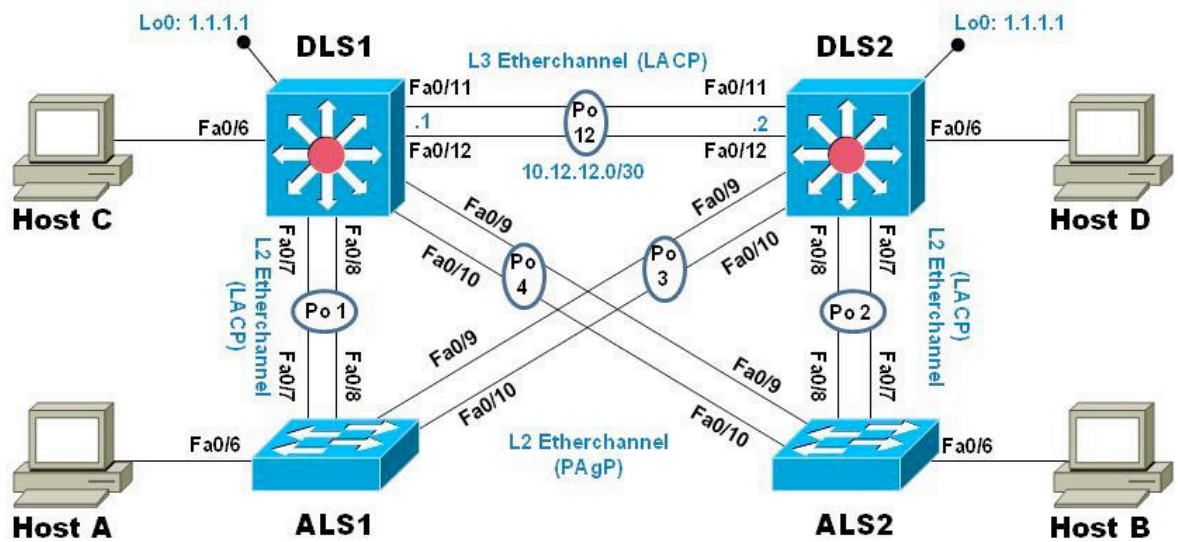 Lo0: 1.1.1.1
Lo0: 1.1.1.1
DLS1
DLS2
L3 Etherchannel (LACP)
Fa0/11
Fa0/11
Fa0/6
.1
Po
12
.2
Fa0/6
Fa0/12
Fa0/12
10.12.12.0/30
Host C
Host D
Fa0/9
Fa0/9
Fa0/10
Fa0/10
Fa0/7
Fa0/8
Fa0/8
Fa0/7
L2 Etherchannel
(LACP)
Po
4
Po
3
L2 Etherchannel
(LACP)
Po 1
Po 2
Fa0/7
Fa0/8
Fa0/9
Fa0/10
Fa0/9
Fa0/10
Fa0/8
Fa0/7
L2 Etherchannel
(PAgP)
Fa0/6
Fa0/6
Host A
ALS1
ALS2
Host B